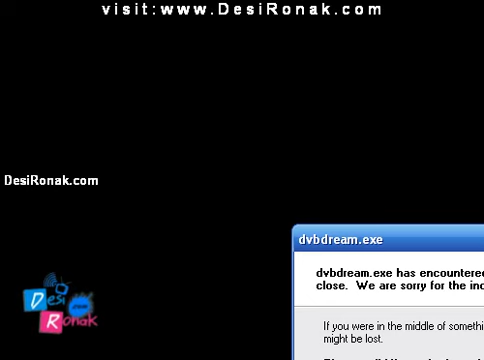 visit:www.DesiRonak.com
DesiRonak.com
dvbdream.exe
dvbdream.exe has encountered
close. We are sorry for the inc
Desi
Ronak
If you were in the middle of somethi
might be lost.